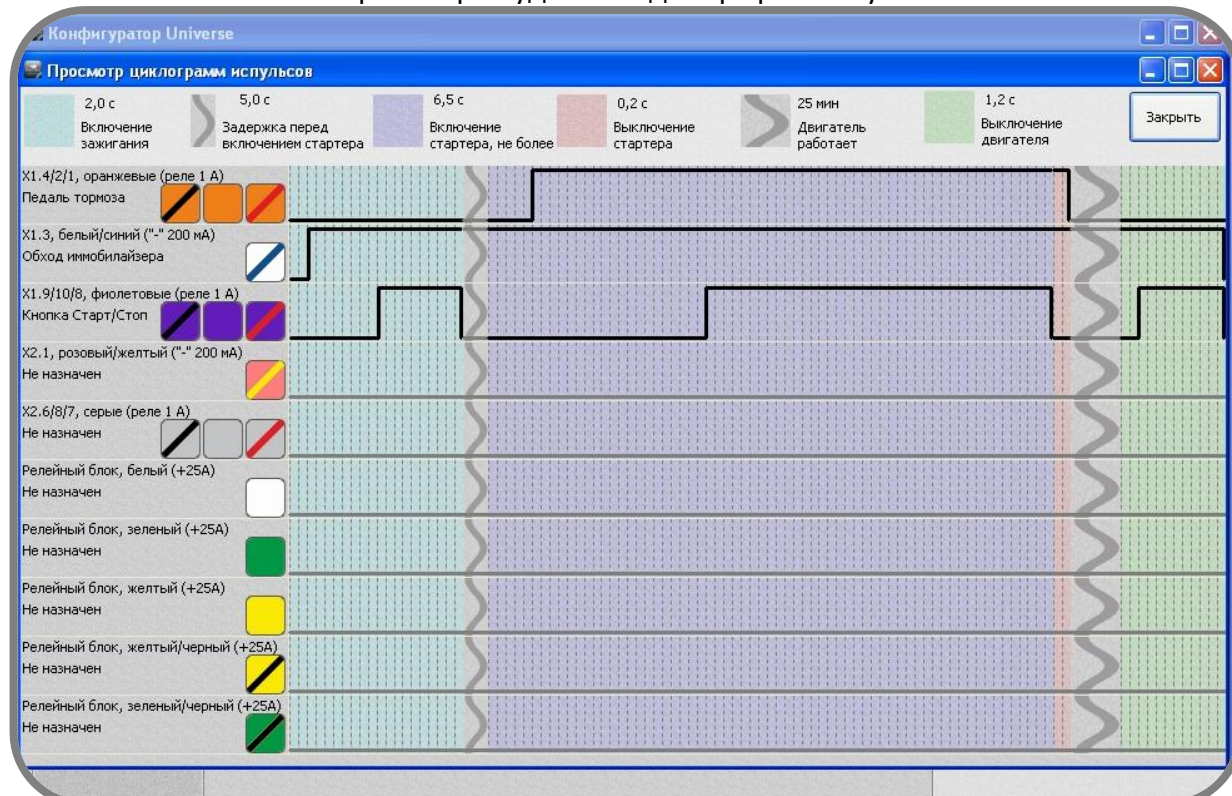 Конфигуратор Universe
Просмотр циклограмм испульсов
2,0 с
Включение
зажигания
5,0 с
Задержка перед
включением стартера
6,5 с
Включение
стартера, не более
0,2 с
Выключение
стартера
25 мин
Двигатель
работает
1,2 с
Выключение
двигателя
Закрыть
X1.4/2/1, оранжевые (реле 1 А)
Педаль тормоза
X1.3, белый/синий ("-" 200 мА)
Обход иммобилайзера
X1.9/10/8, фиолетовые (реле 1 А)
Кнопка Старт/Стоп
X2.1, розовый/желтый ("-" 200 мА)
Не назначен
X2.6/8/7, серые (реле 1 А)
Не назначен
Релейный блок, белый (+25А)
Не назначен
Релейный блок, зеленый (+25А)
Не назначен
Релейный блок, желтый (+25А)
Не назначен
Релейный блок, желтый/черный (+25А)
Не назначен
Релейный блок, зеленый/черный (+25А)
Не назначен